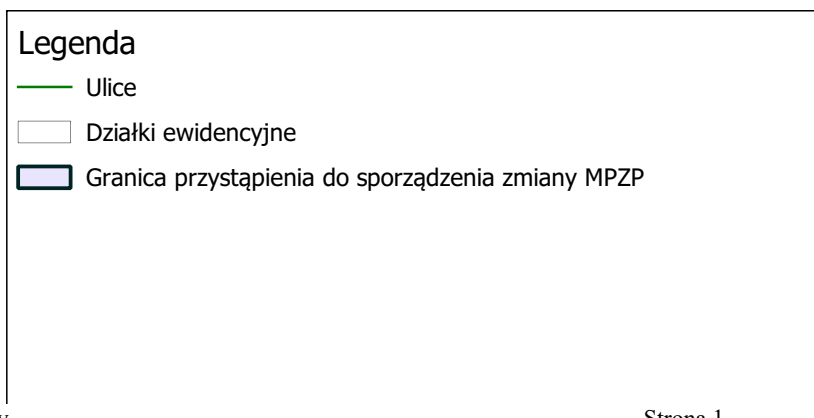 Legenda
Ulice
Działki ewidencyjne
Granica przystąpienia do sporządzenia zmiany MPZP
Strona 1